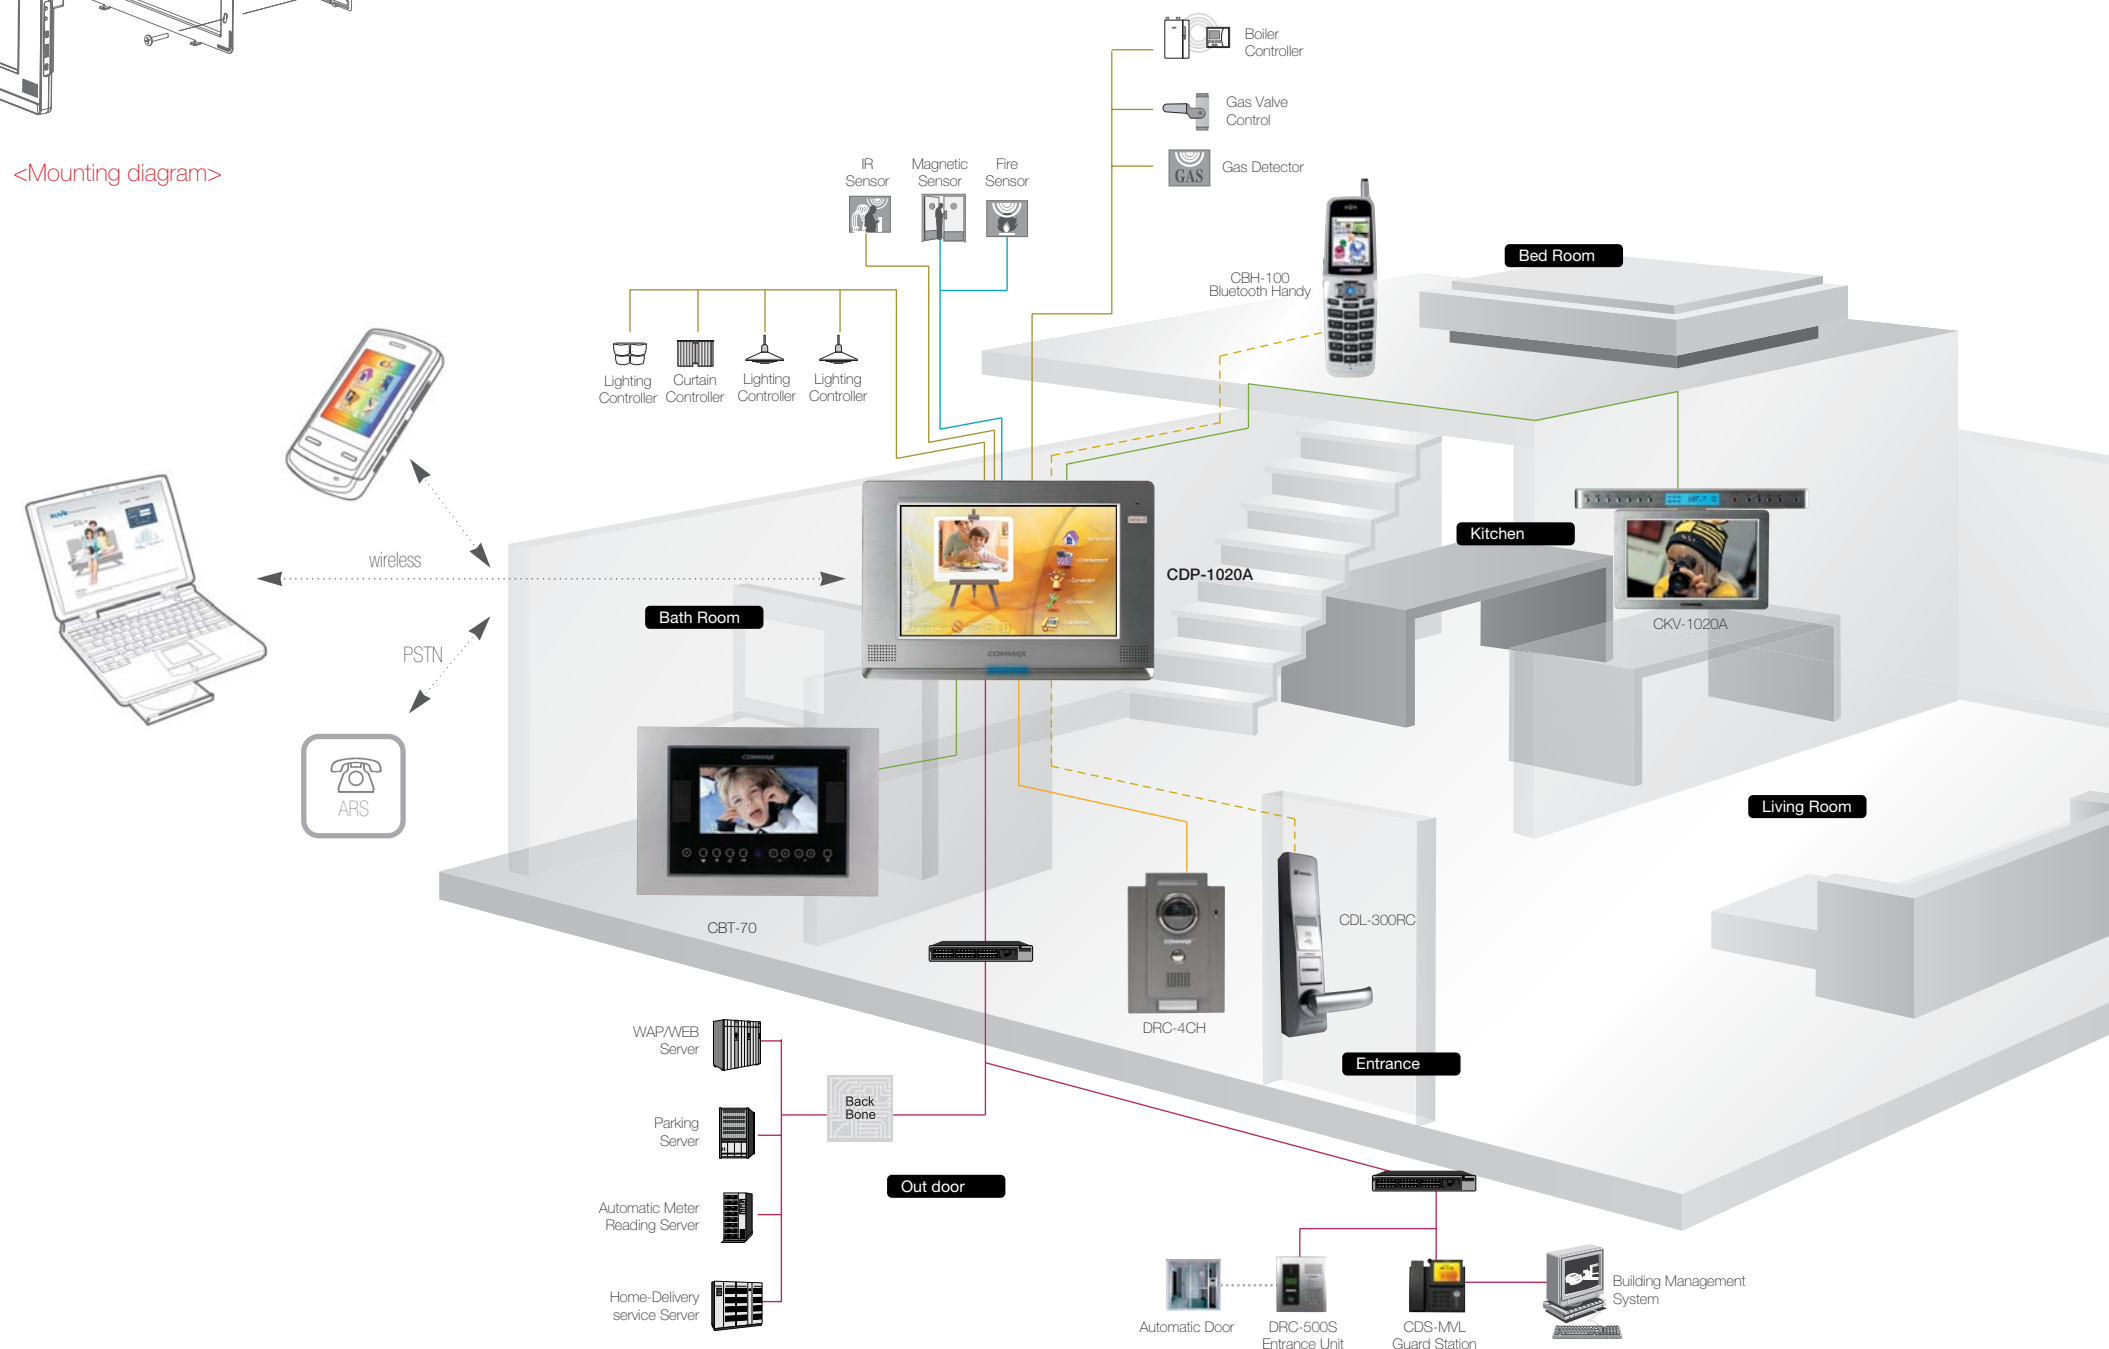 Boiler
Controller
Gas Valve
Control
GAS
Gas Detector
<Mounting diagram>
IR
Sensor
Magnetic
Sensor
Fire
Sensor
CBH-100
Bluetooth Handy
Bed Room
Lighting
Controller
Curtain
Controller
Lighting
Controller
Lighting
Controller
wireless
PSTN
ARS
Bath Room
CDP-1020A
COMMAX
Kitchen
CKV-1020A
Living Room
COMMAX
CBT-70
COMMAX
DRC-4CH
CDL-300RC
Entrance
WAP/WEB
Server
Parking
Server
Automatic Meter
Reading Server
Home-Delivery
service Server
Back
Bone
Out door
Automatic Door
DRC-500S
Entrance Unit
CDS-MVL
Guard Station
Building Management
System